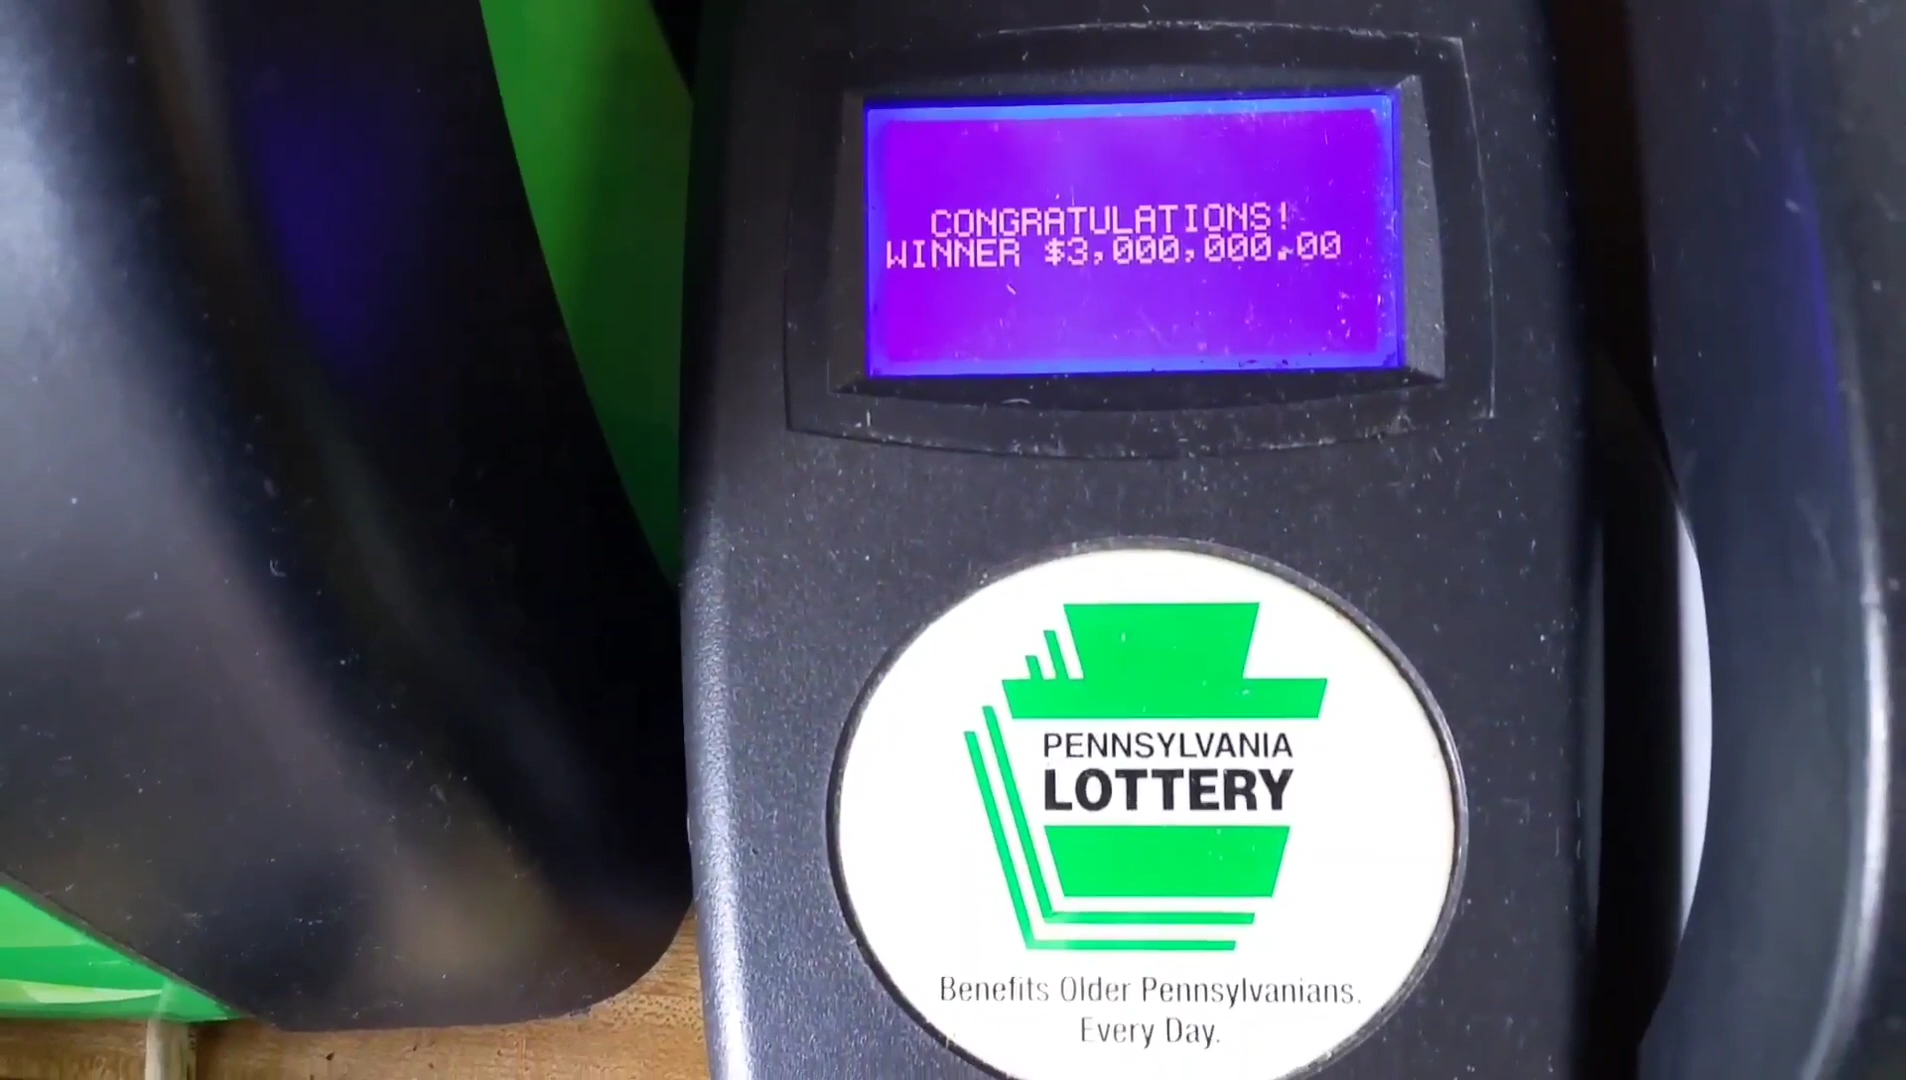 CONGRATULATIONS!
WINNER $3,000,000.00
PENNSYLVANIA
LOTTERY
Benefits Older Pennsylvanians.
Every Day.